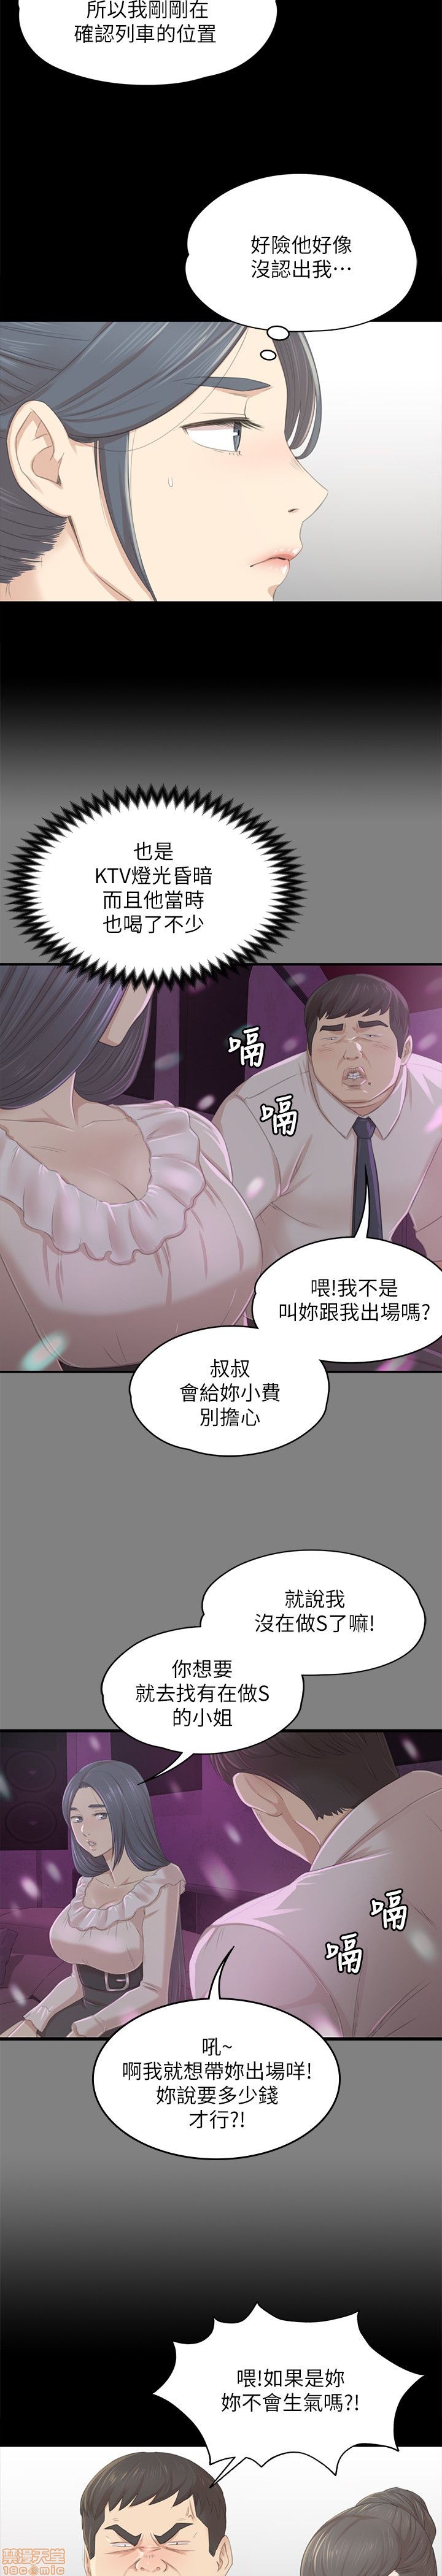 所以我剛剛在
確認列車的位置
好險他好像
沒認出我⋯
也是
KTV燈光昏暗
而且他當時
也喝了不少
嗝
嗝
喂!我不是
叫妳跟我出場嗎?
叔叔
會給妳小費
別擔心
就說我
沒在做S了嘛!
你想要
就去找有在做S
的小姐
嗝
嗝
吼~
啊我就想帶妳出場咩!
妳說要多少錢
才行?!
喂!如果是妳
妳不會生氣嗎?!
禁漫天堂
18comic